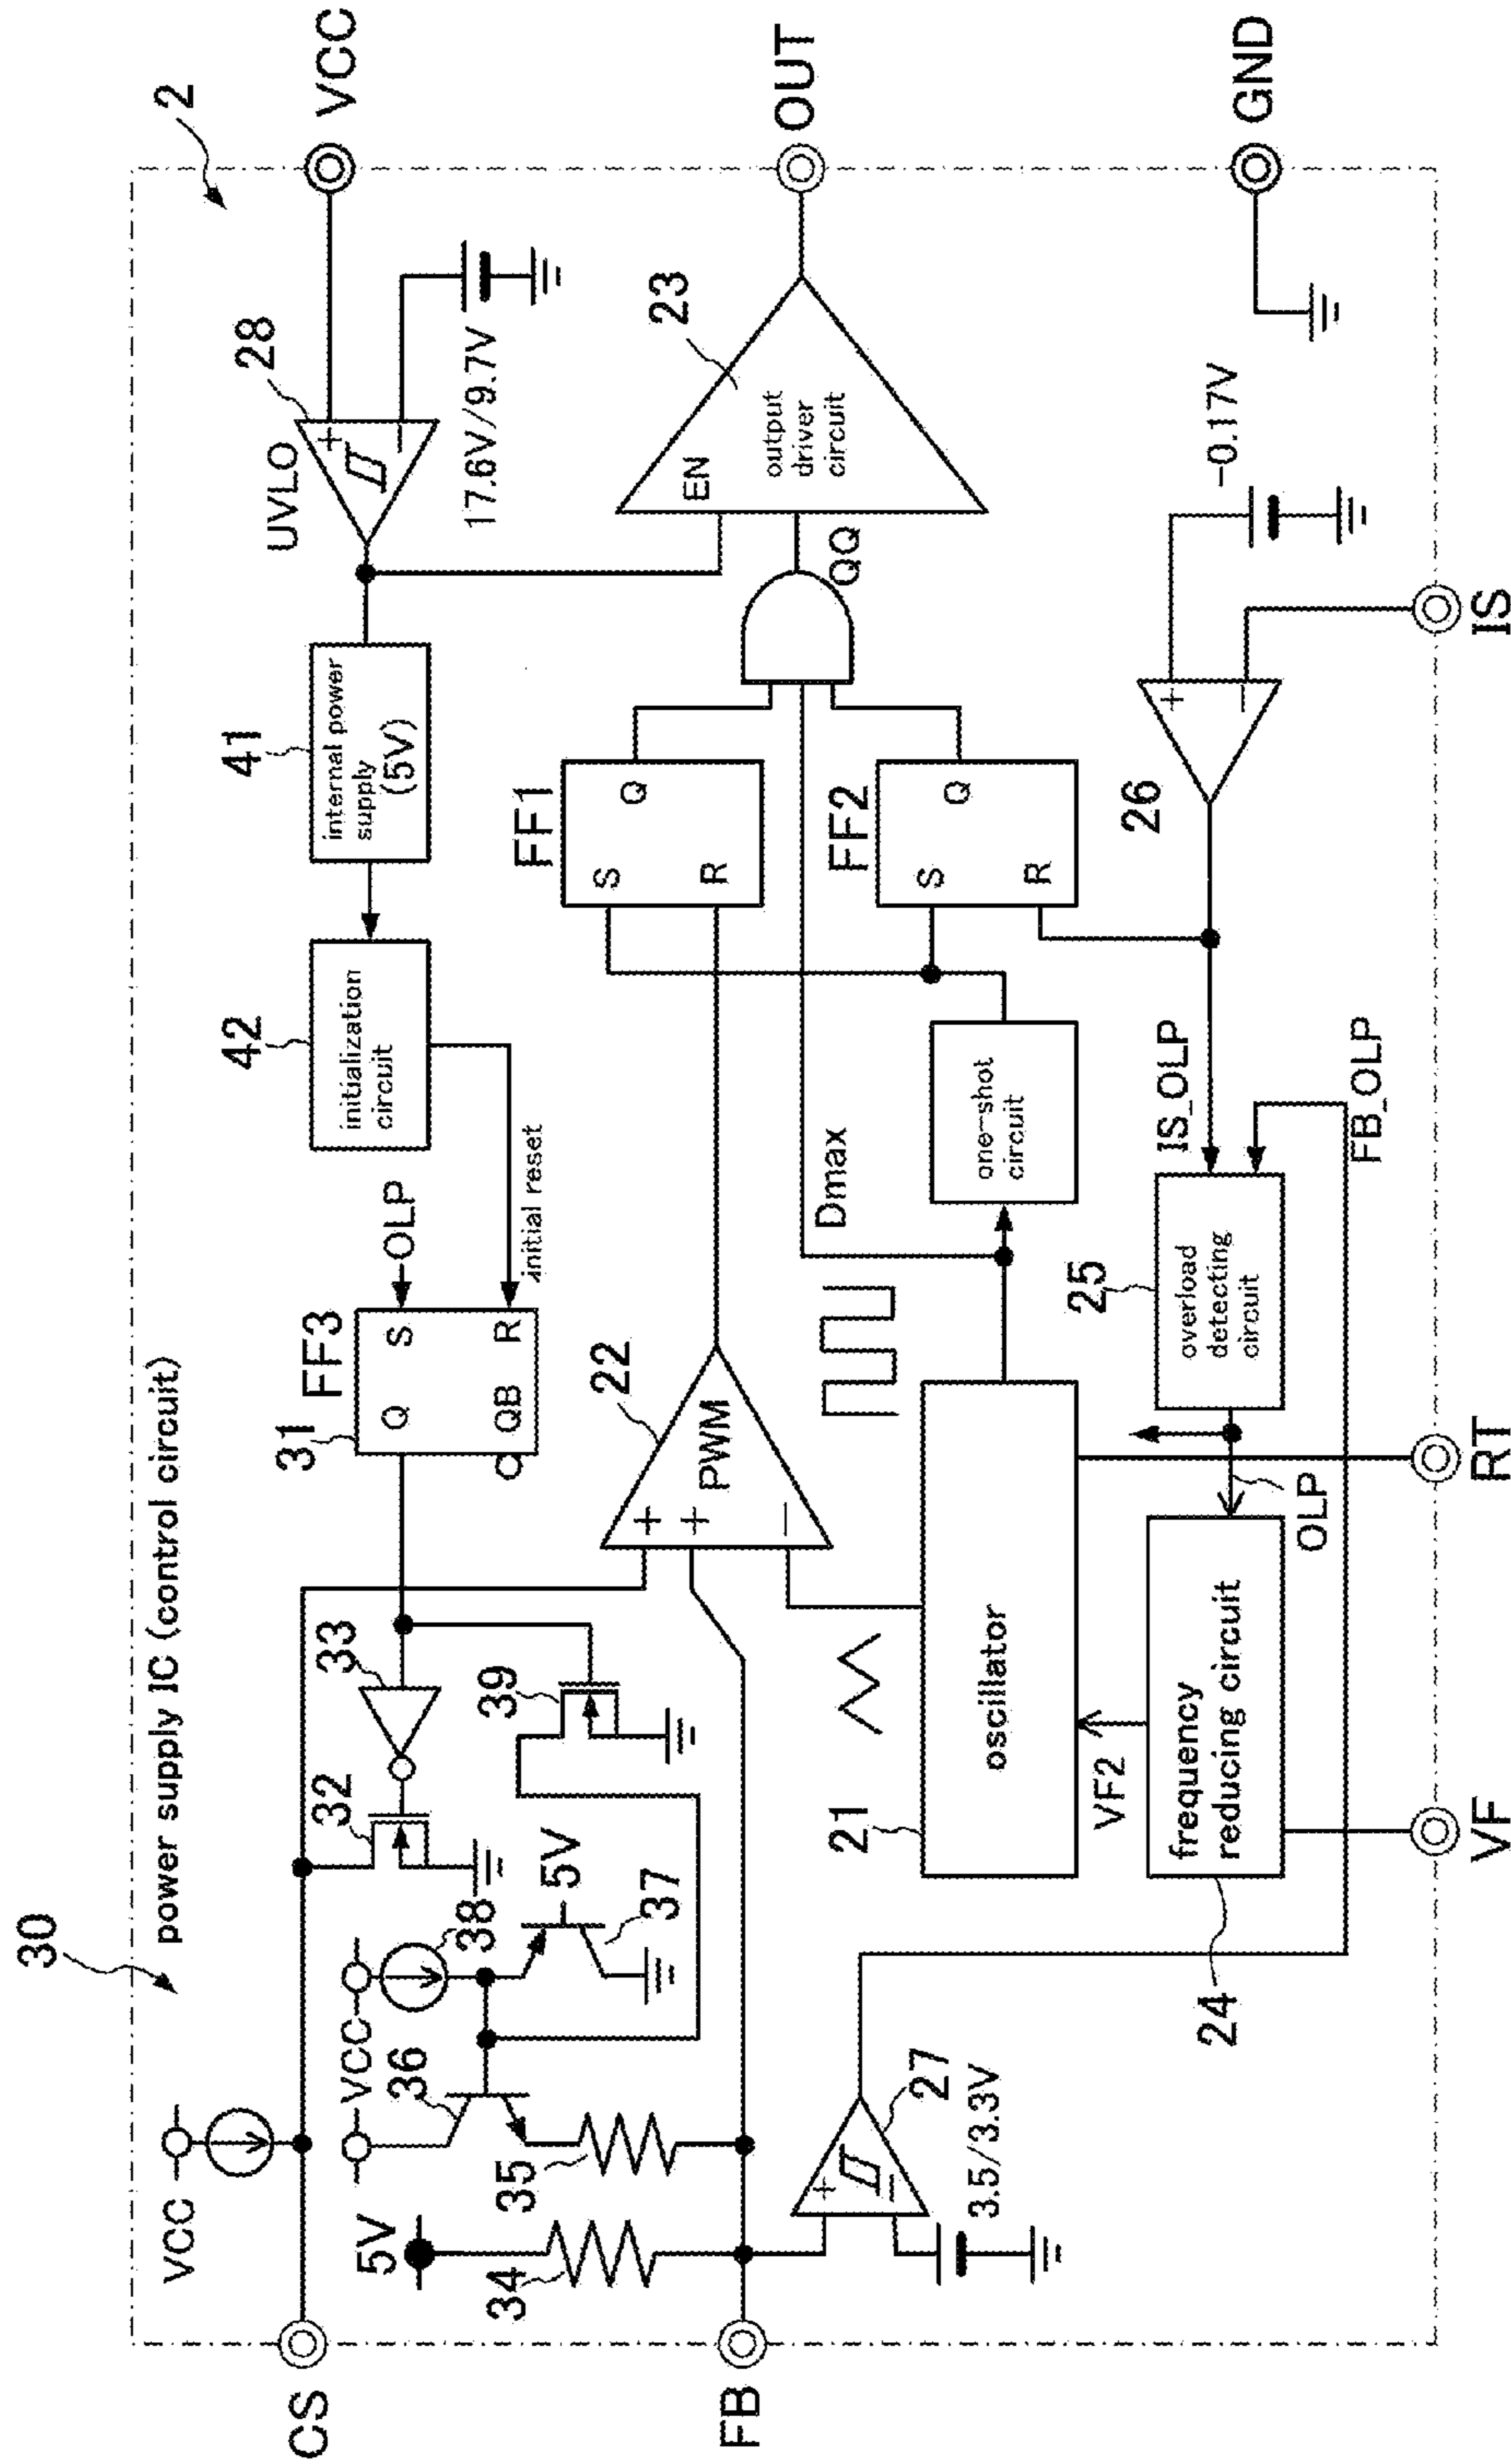 30
power supply IC (control circuit)
2
VCC
CS
5V
34
35
36
VCC
38
5V
37
32
33
39
31
FF3
Q
S
QB
R
OLP
initial reset
42
initialization
circuit
41
internal power
supply
(5V)
UVLO
28
+
−
17.6V/9.7V
VCC
FB
+
−
27
3.5/3.3V
22
+
+
−
PWM
FF1
S
Q
R
FF2
S
Q
R
Dmax
one-shot
circuit
QQ
EN
output
driver
circuit
23
OUT
21
oscillator
VF2
24
frequency
reducing circuit
OLP
25
overload
detecting
circuit
IS_OLP
FB_OLP
26
+
−
−0.17V
GND
VF
RT
IS